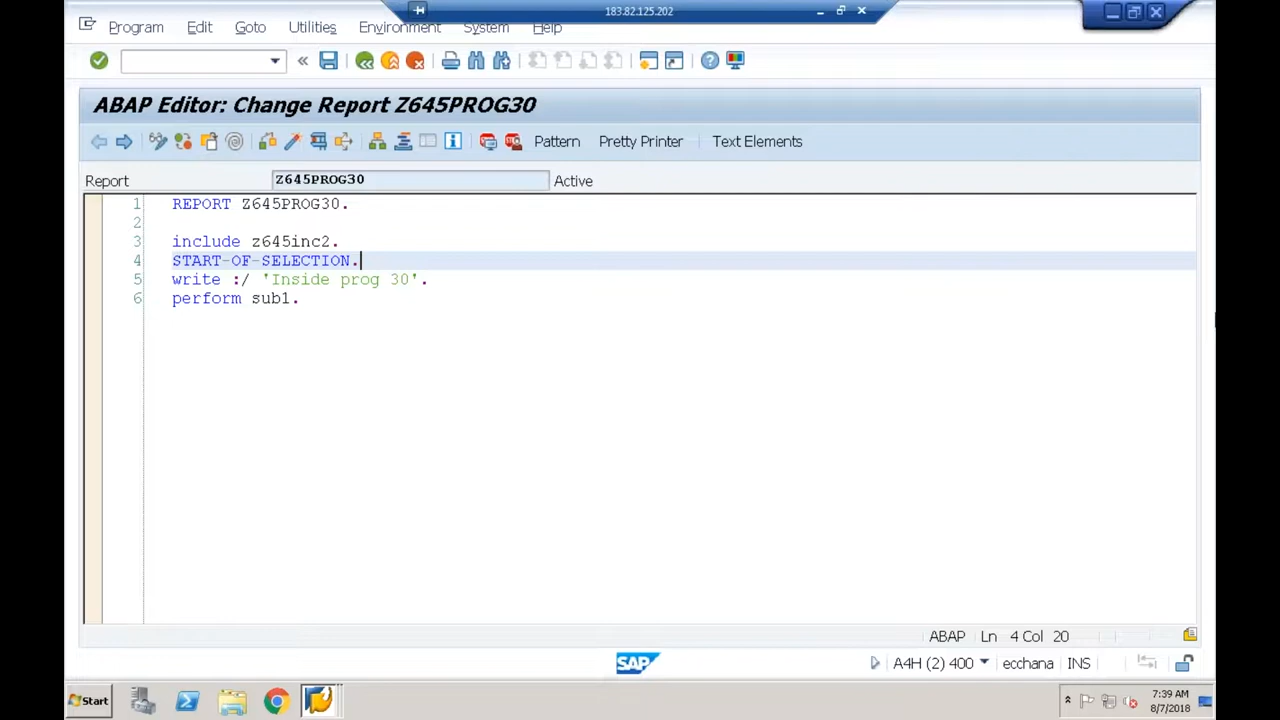 183.82.125.202
Program Edit Goto Utilities Environment System Help
ABAP Editor: Change Report Z645PROG30
Pattern Pretty Printer Text Elements
Report Z645PROG30 Active
1 REPORT Z645PROG30.
2
3 include z645inc2.
4 START-OF-SELECTION.
5 write :/ 'Inside prog 30'.
6 perform sub1.
ABAP Ln 4 Col 20
SAP A4H (2) 400 ecchana INS
Start 7:39 AM
8/7/2018